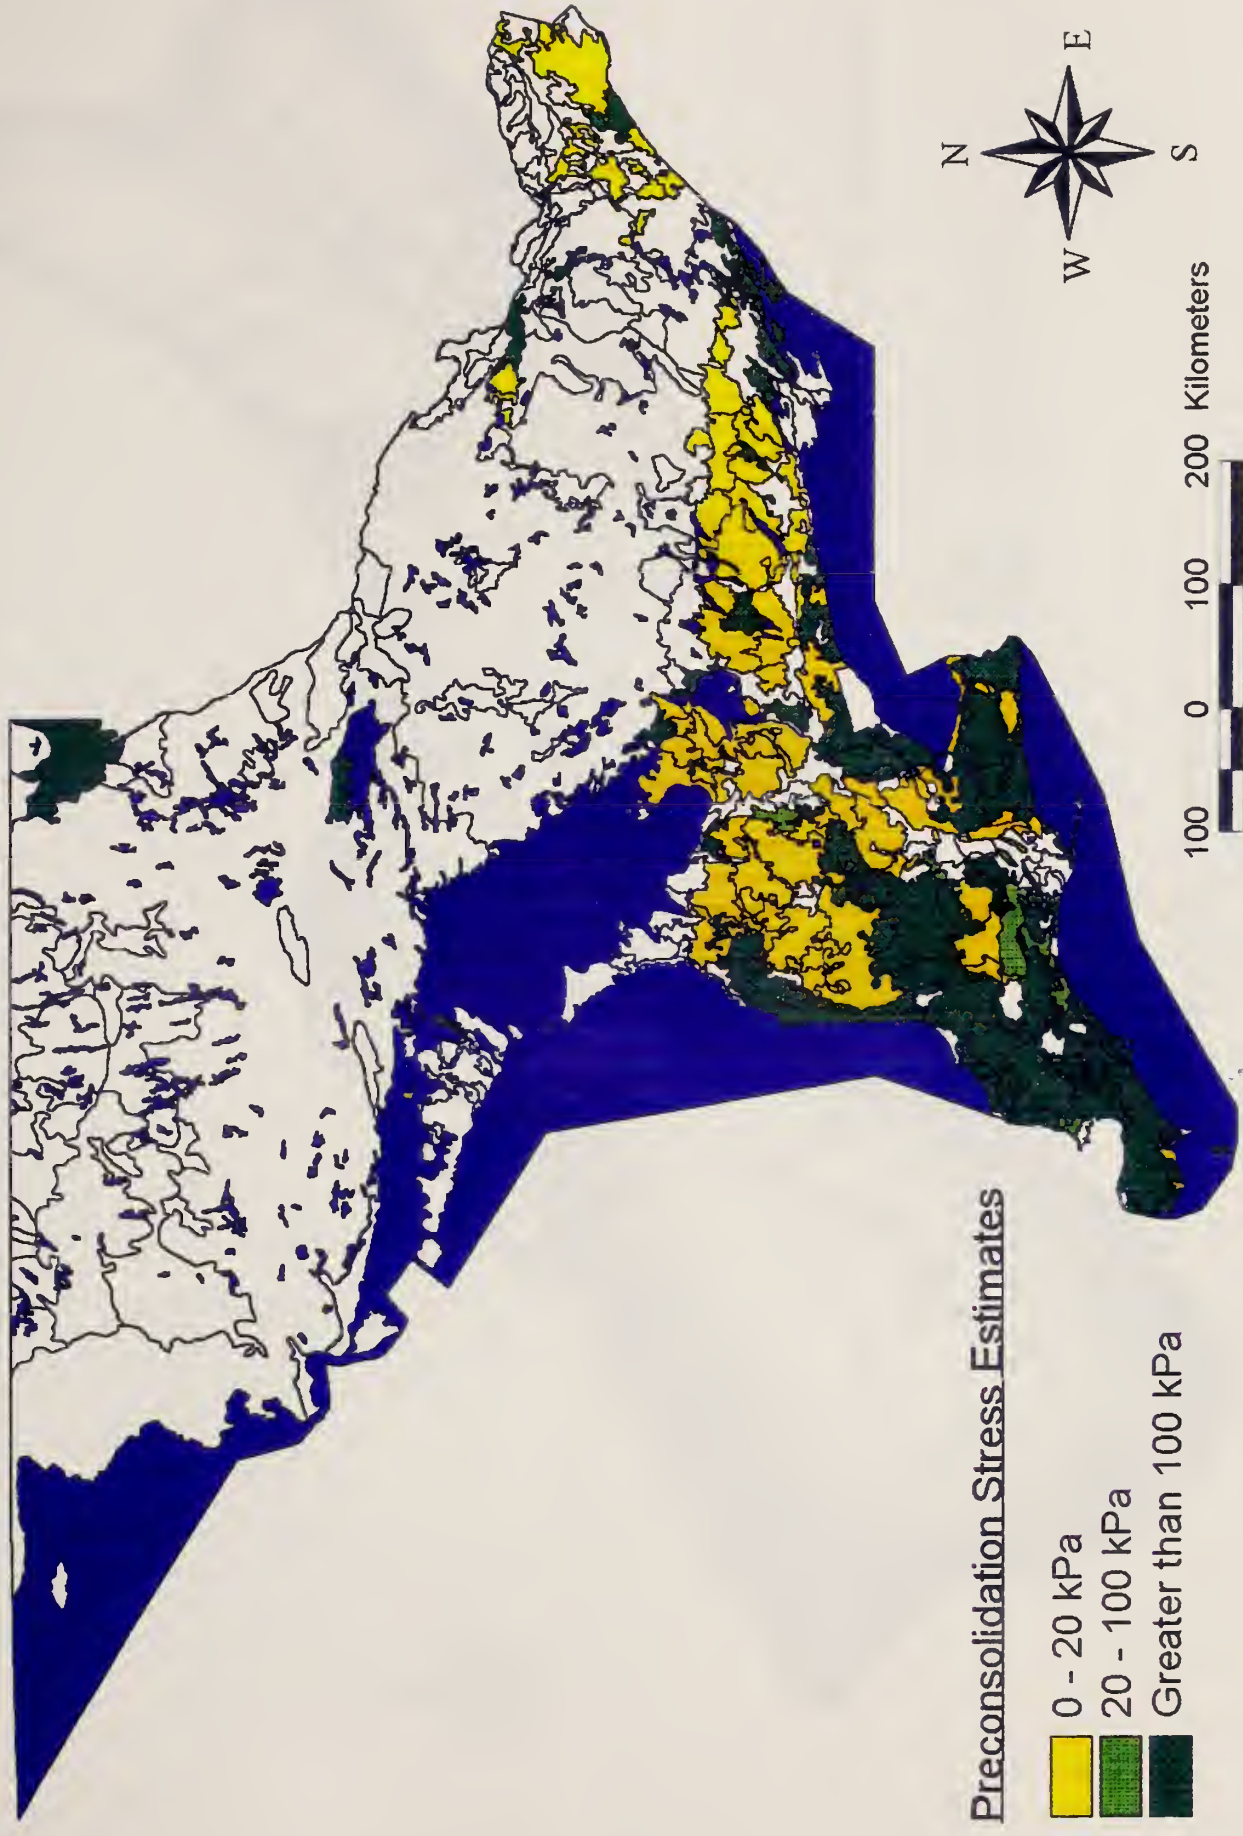 N
W
E
S
100 0 100 200 Kilometers
Preconsolidation Stress Estimates
0 - 20 kPa
20 - 100 kPa
Greater than 100 kPa